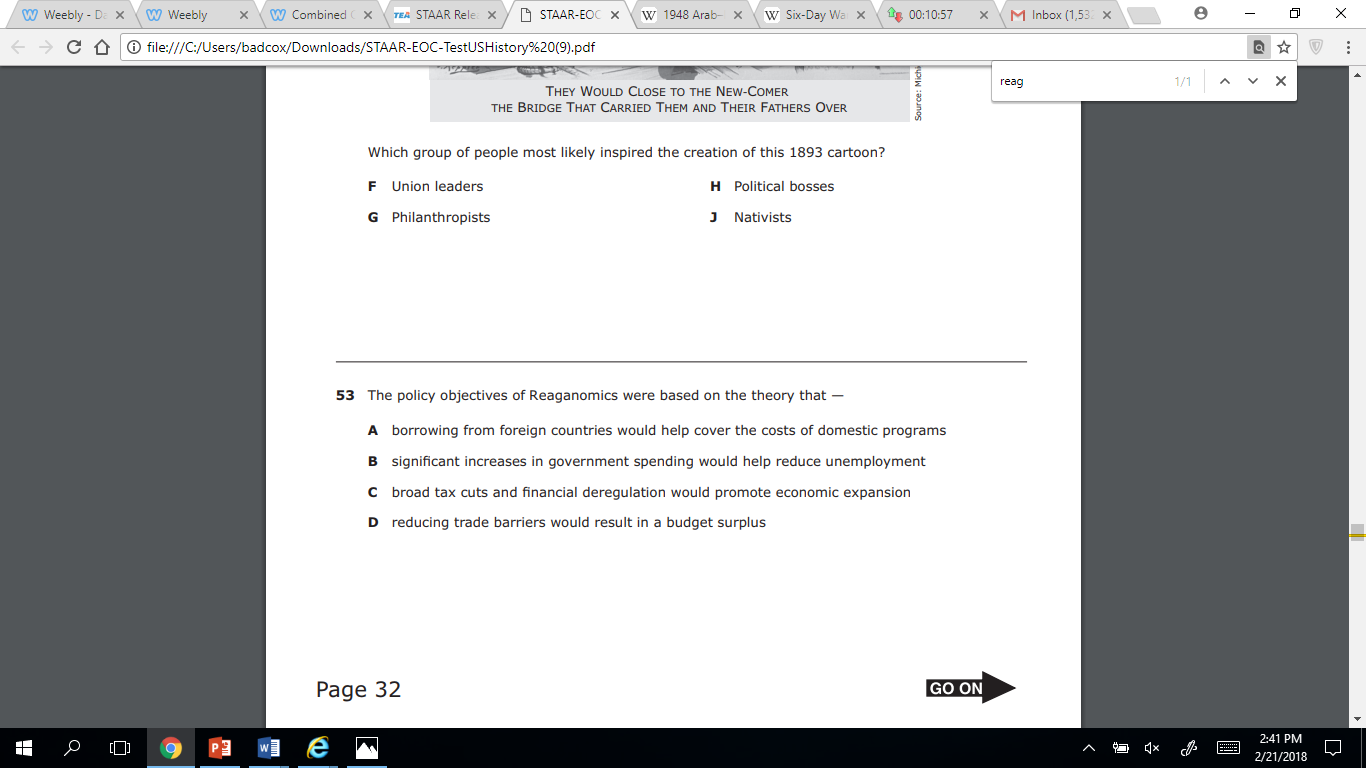 Weebly - Da
Weebly
Combined
STAAR Rele
STAAR-EOC
1948 Arab–
Six-Day Wa
00:10:57
Inbox (1,53
file:///C:/Users/badcox/Downloads/STAAR-EOC-TestUSHistory%20(9).pdf
reag
1/1
THEY WOULD CLOSE TO THE NEW-COMER
THE BRIDGE THAT CARRIED THEM AND THEIR FATHERS OVER
Source:
Which group of people most likely inspired the creation of this 1893 cartoon?
F Union leaders
H Political bosses
G Philanthropists
J Nativists
53 The policy objectives of Reaganomics were based on the theory that —
A borrowing from foreign countries would help cover the costs of domestic programs
B significant increases in government spending would help reduce unemployment
C broad tax cuts and financial deregulation would promote economic expansion
D reducing trade barriers would result in a budget surplus
Page 32
GO ON
2:41 PM
2/21/2018